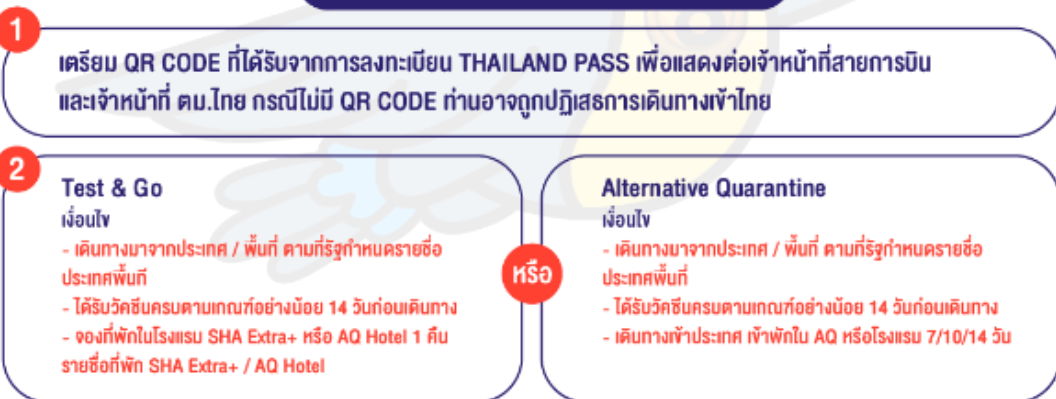 1
เตรียม QR CODE ที่ได้รับจากการลงทะเบียน THAILAND PASS เพื่อแสดงต่อเจ้าหน้าที่สายการบิน
และเจ้าหน้าที่ ตม.ไทย กรณีไม่มี QR CODE ท่านอาจถูกปฏิเสธการเดินทางเข้าไทย
2
Test & Go
เงื่อนไข
- เดินทางมาจากประเทศ / พื้นที่ ตามที่รัฐกำหนดรายชื่อ
ประเทศพื้นที
- ได้รับวัคซีนครบตามเกณฑ์อย่างน้อย 14 วันก่อนเดินทาง
- จองที่พักในโรงแรม SHA Extra+ หรือ AQ Hotel 1 คืน
รายชื่อที่พัก SHA Extra+ / AQ Hotel
หรือ
Alternative Quarantine
เงื่อนไข
- เดินทางมาจากประเทศ / พื้นที่ ตามที่รัฐกำหนดรายชื่อ
ประเทศพื้นที่
- ได้รับวัคซีนครบตามเกณฑ์อย่างน้อย 14 วันก่อนเดินทาง
- เดินทางเข้าประเทศ เข้าพักใน AQ หรือโรงแรม 7/10/14 วัน